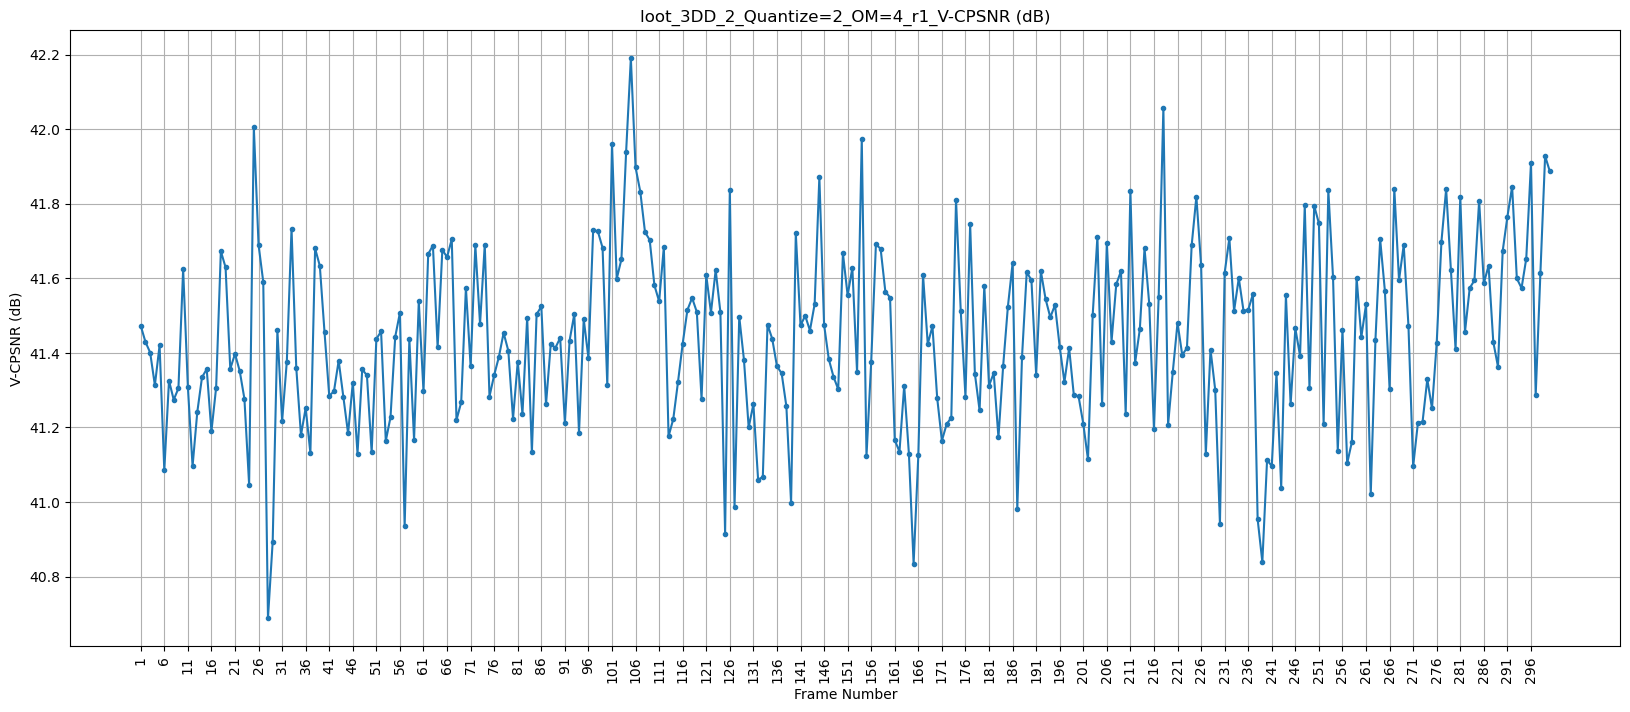 loot_3DD_2_Quantize=2_OM=4_r1_V-CPSNR (dB)
42.2
42.0
41.8
41.6
41.4
41.2
41.0
40.8
V-CPSNR (dB)
1 6 11 16 21 26 31 36 41 46 51 56 61 66 71 76 81 86 91 96 101 106 111 116 121 126 131 136 141 146 151 156 161 166 171 176 181 186 191 196 201 206 211 216 221 226 231 236 241 246 251 256 261 266 271 276 281 286 291 296
Frame Number